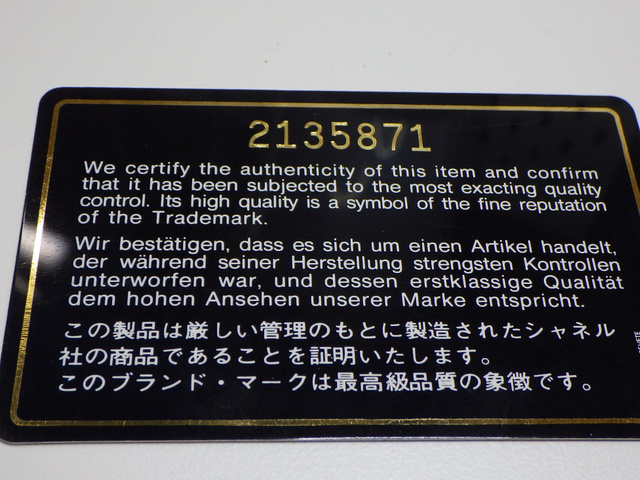 2135871
We certify the authenticity of this item and confirm
that it has been subjected to the most exacting quality
control. Its high quality is a symbol of the fine reputation
of the Trademark.
Wir bestätigen, dass es sich um einen Artikel handelt,
der während seiner Herstellung strengsten Kontrollen
unterworfen war, und dessen erstklassige Qualität
dem hohen Ansehen unserer Marke entspricht.
この製品は厳しい管理のもとに製造されたシャネル
社の商品であることを証明いたします。
このブランド・マークは最高級品質の象徴です。